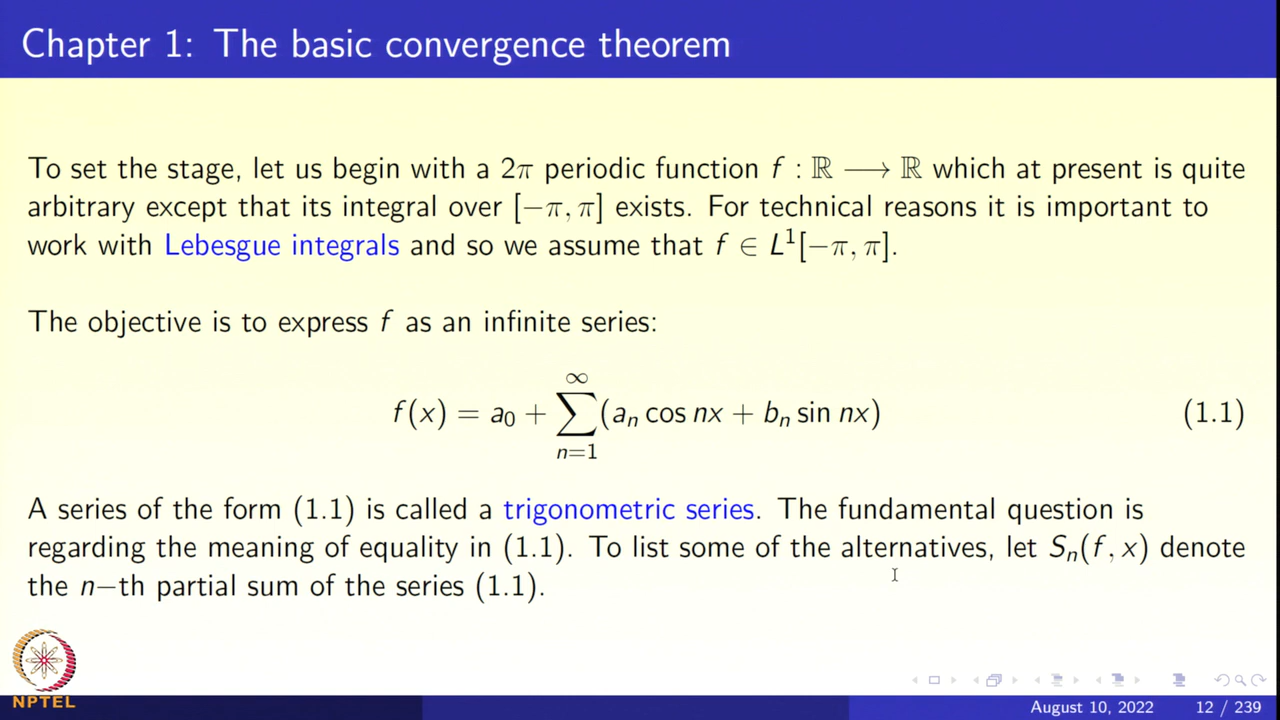 Chapter 1: The basic convergence theorem
To set the stage, let us begin with a 2π periodic function f : ℝ ⟶ ℝ which at present is quite
arbitrary except that its integral over [−π, π] exists. For technical reasons it is important to
work with Lebesgue integrals and so we assume that f ∈ L¹[−π, π].
The objective is to express f as an infinite series:
f(x) = a₀ + ∑_{n=1}^{∞} (aₙ cos nx + bₙ sin nx) (1.1)
A series of the form (1.1) is called a trigonometric series. The fundamental question is
regarding the meaning of equality in (1.1). To list some of the alternatives, let Sₙ(f, x) denote
the n−th partial sum of the series (1.1).
NPTEL
August 10, 2022 12 / 239